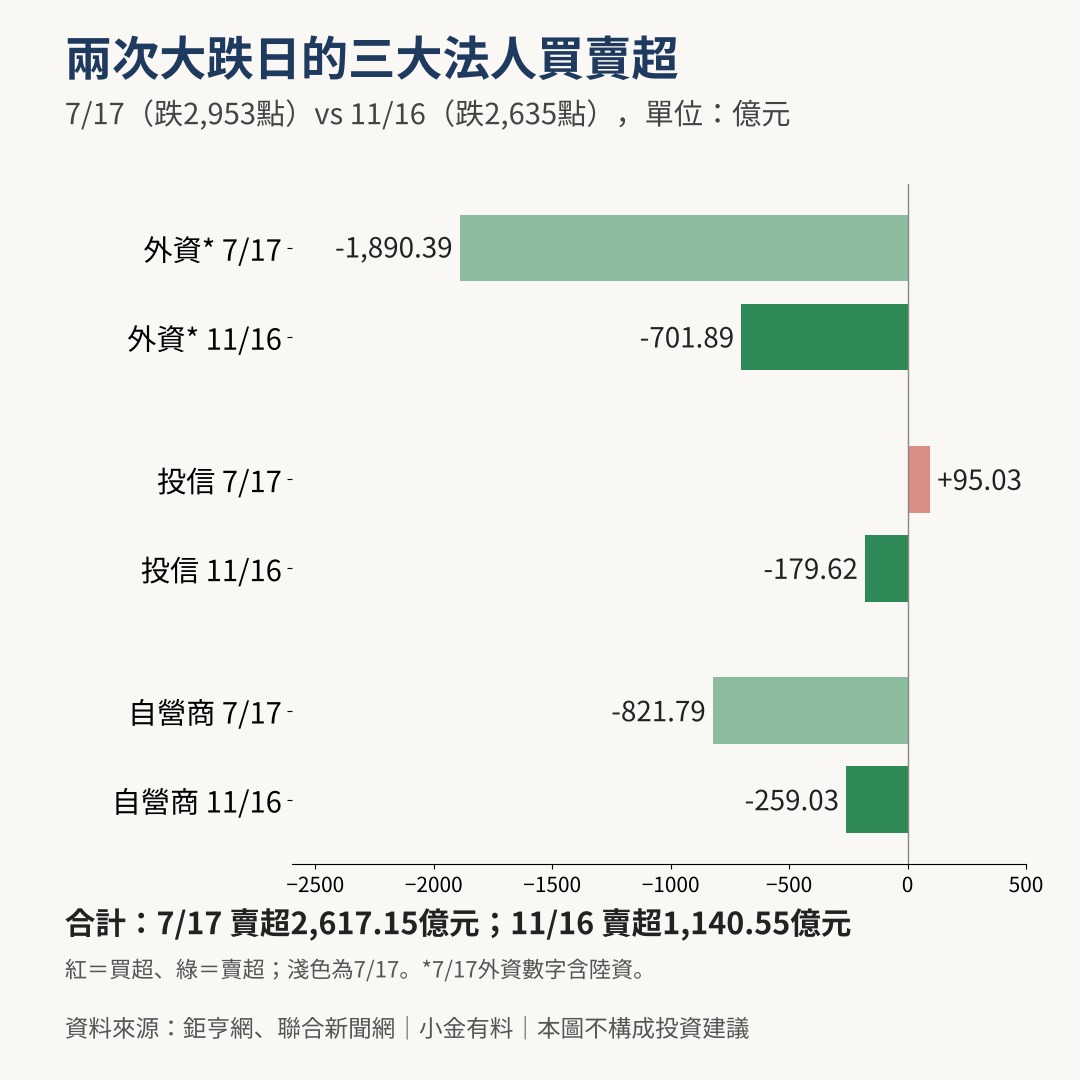 兩次大跌日的三大法人買賣超
7/17（跌2,953點）vs 11/16（跌2,635點），單位：億元
外資* 7/17
-1,890.39
外資* 11/16
-701.89
投信 7/17
+95.03
投信 11/16
-179.62
自營商 7/17
-821.79
自營商 11/16
-259.03
−2500 −2000 −1500 −1000 −500 0 500
合計：7/17 賣超2,617.15億元；11/16 賣超1,140.55億元
紅＝買超、綠＝賣超；淺色為7/17。*7/17外資數字含陸資。
資料來源：鉅亨網、聯合新聞網｜小金有料｜本圖不構成投資建議